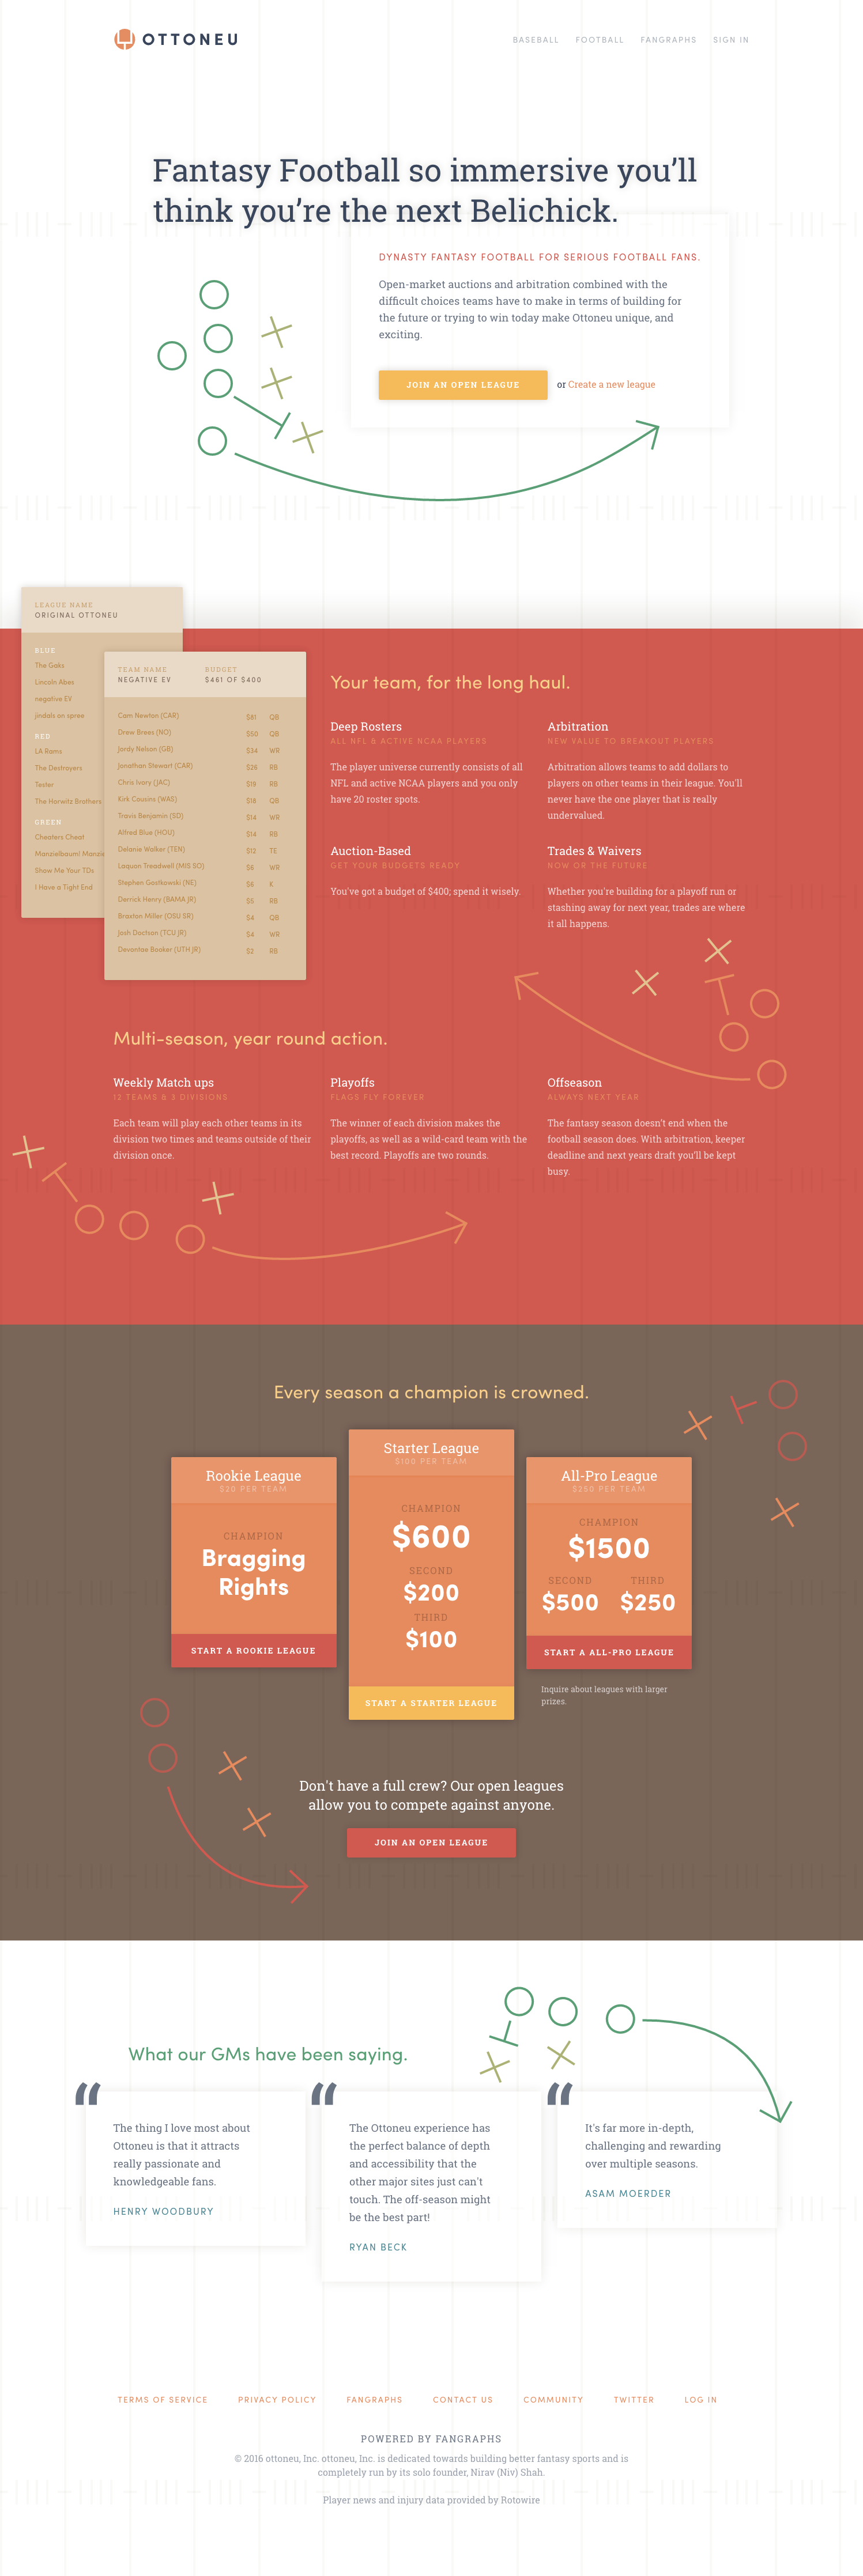 OTTONEU
BASEBALL FOOTBALL FANGRAPHS SIGN IN
Fantasy Football so immersive you’ll
think you’re the next Belichick.
DYNASTY FANTASY FOOTBALL FOR SERIOUS FOOTBALL FANS.
Open-market auctions and arbitration combined with the
difficult choices teams have to make in terms of building for
the future or trying to win today make Ottoneu unique, and
exciting.
JOIN AN OPEN LEAGUE or Create a new league
LEAGUE NAME
ORIGINAL OTTONEU
BLUE
The Gaks
Lincoln Abes
negative EV
jindals on spree
RED
LA Rams
The Destroyers
Tester
The Horwitz Brothers
GREEN
Cheaters Cheat
Manzielbaum! Manzie
Show Me Your TDs
I Have a Tight End
TEAM NAME BUDGET
NEGATIVE EV $461 OF $400
Cam Newton (CAR) $61 QB
Drew Brees (NO) $50 QB
Jordy Nelson (GB) $34 WR
Jonathan Stewart (CAR) $26 RB
Chris Ivory (JAC) $19 RB
Kirk Cousins (WAS) $18 QB
Travis Benjamin (SD) $14 WR
Alfred Blue (HOU) $14 RB
Delanie Walker (TEN) $12 TE
Laquon Treadwell (MIS SO) $6 WR
Stephen Gostkowski (NE) $6 K
Derrick Henry (BAMA JR) $5 RB
Braxton Miller (OSU SR) $4 QB
Josh Doctson (TCU JR) $4 WR
Devontae Booker (UTH JR) $2 RB
Your team, for the long haul.
Deep Rosters
ALL NFL & ACTIVE NCAA PLAYERS
The player universe currently consists of all
NFL and active NCAA players and you only
have 20 roster spots.
Arbitration
NEW VALUE TO BREAKOUT PLAYERS
Arbitration allows teams to add dollars to
players on other teams in their league. You'll
never have the one player that is really
undervalued.
Auction-Based
GET YOUR BUDGETS READY
You've got a budget of $400; spend it wisely.
Trades & Waivers
NOW OR THE FUTURE
Whether you're building for a playoff run or
stashing away for next year, trades are where
it all happens.
Multi-season, year round action.
Weekly Match ups
12 TEAMS & 3 DIVISIONS
Each team will play each other teams in its
division two times and teams outside of their
division once.
Playoffs
FLAGS FLY FOREVER
The winner of each division makes the
playoffs, as well as a wild-card team with the
best record. Playoffs are two rounds.
Offseason
ALWAYS NEXT YEAR
The fantasy season doesn’t end when the
football season does. With arbitration, keeper
deadline and next years draft you’ll be kept
busy.
Every season a champion is crowned.
Rookie League
$20 PER TEAM
CHAMPION
Bragging
Rights
START A ROOKIE LEAGUE
Starter League
$100 PER TEAM
CHAMPION
$600
SECOND
$200
THIRD
$100
START A STARTER LEAGUE
All-Pro League
$250 PER TEAM
CHAMPION
$1500
SECOND THIRD
$500 $250
START A ALL-PRO LEAGUE
Inquire about leagues with larger
prizes.
Don't have a full crew? Our open leagues
allow you to compete against anyone.
JOIN AN OPEN LEAGUE
What our GMs have been saying.
“
The thing I love most about
Ottoneu is that it attracts
really passionate and
knowledgeable fans.
HENRY WOODBURY
“
The Ottoneu experience has
the perfect balance of depth
and accessibility that the
other major sites just can't
touch. The off-season might
be the best part!
RYAN BECK
“
It's far more in-depth,
challenging and rewarding
over multiple seasons.
ASAM MOERDER
TERMS OF SERVICE PRIVACY POLICY FANGRAPHS CONTACT US COMMUNITY TWITTER LOG IN
POWERED BY FANGRAPHS
© 2016 ottoneu, Inc. ottoneu, Inc. is dedicated towards building better fantasy sports and is
completely run by its solo founder, Nirav (Niv) Shah.
Player news and injury data provided by Rotowire